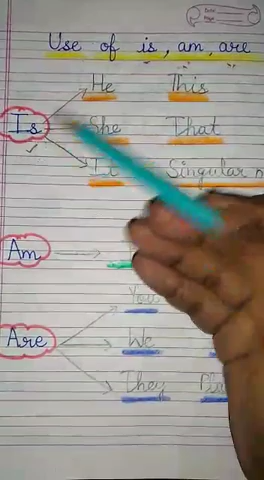 Use of is, am, are
He This
Is She That
It Singular
Am
You
Are We
They